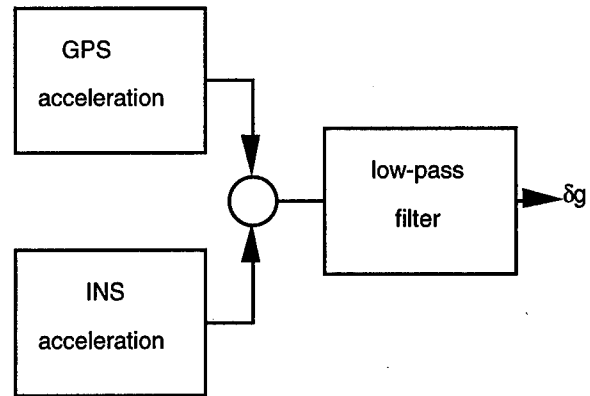 GPS
acceleration
low-pass
filter
δg
INS
acceleration